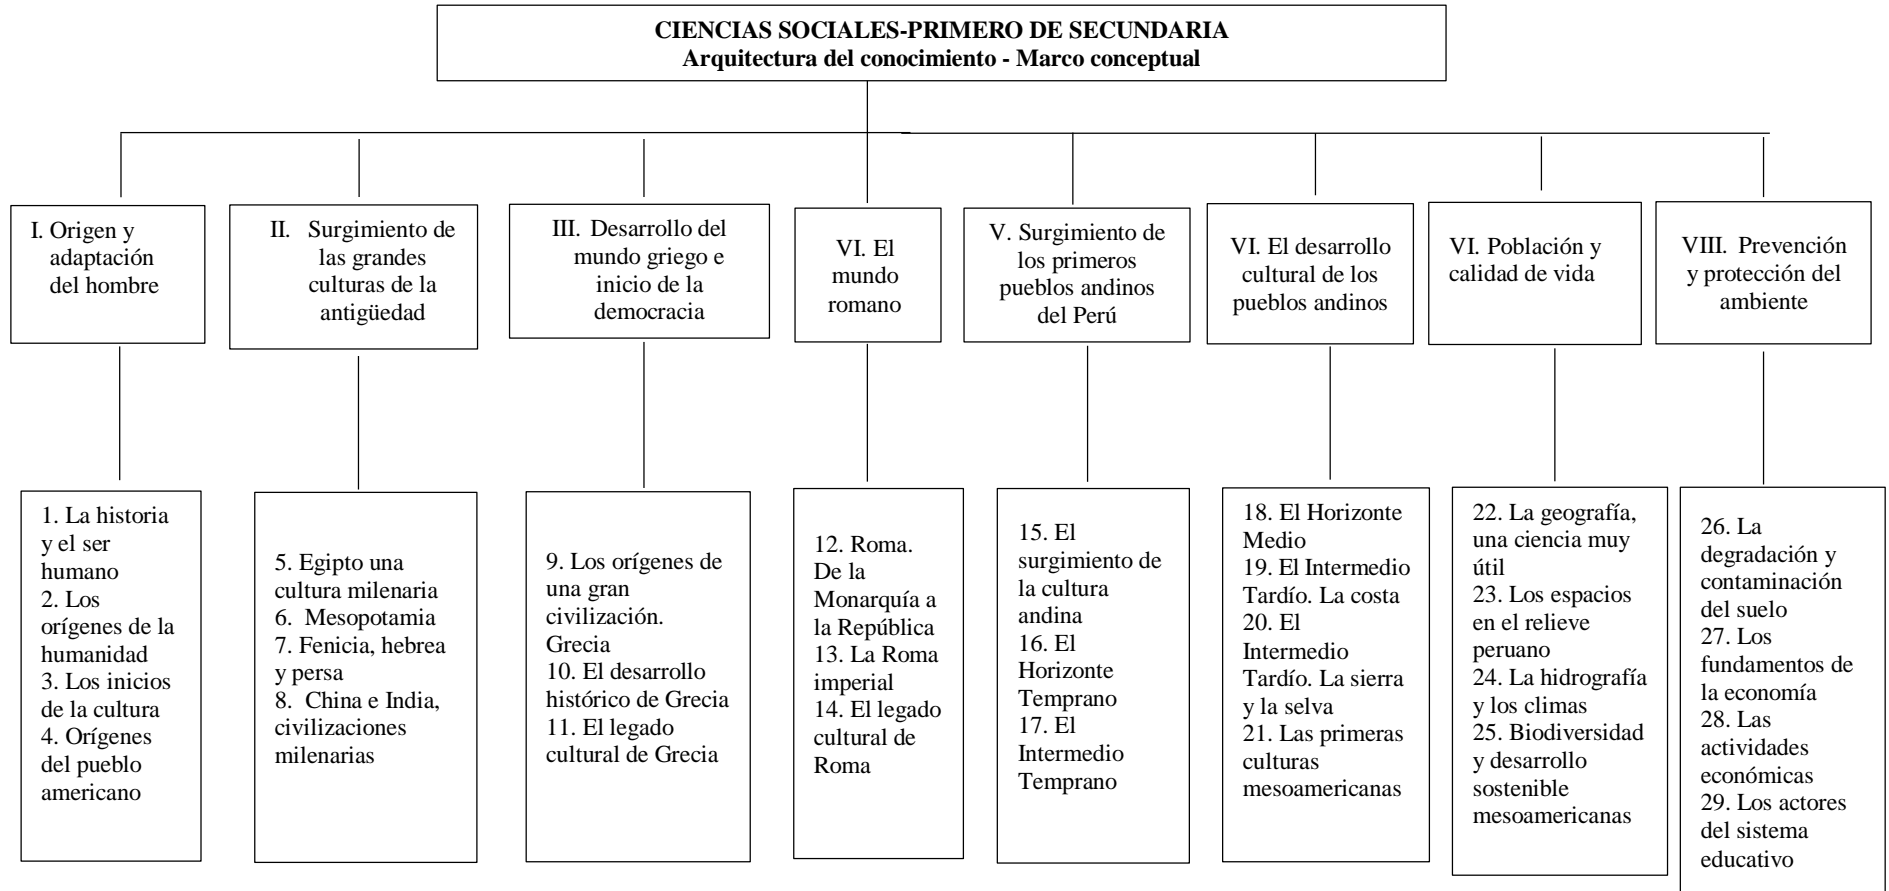 CIENCIAS SOCIALES-PRIMERO DE SECUNDARIA
Arquitectura del conocimiento - Marco conceptual
I. Origen y
adaptación
del hombre
II. Surgimiento de
las grandes
culturas de la
antigüedad
III. Desarrollo del
mundo griego e
inicio de la
democracia
VI. El
mundo
romano
V. Surgimiento de
los primeros
pueblos andinos
del Perú
VI. El desarrollo
cultural de los
pueblos andinos
VI. Población y
calidad de vida
VIII. Prevención
y protección del
ambiente
1. La historia
y el ser
humano
2. Los
orígenes de la
humanidad
3. Los inicios
de la cultura
4. Orígenes
del pueblo
americano
5. Egipto una
cultura milenaria
6. Mesopotamia
7. Fenicia, hebrea
y persa
8. China e India,
civilizaciones
milenarias
9. Los orígenes de
una gran
civilización.
Grecia
10. El desarrollo
histórico de Grecia
11. El legado
cultural de Grecia
12. Roma.
De la
Monarquía a
la República
13. La Roma
imperial
14. El legado
cultural de
Roma
15. El
surgimiento de
la cultura
andina
16. El
Horizonte
Temprano
17. El
Intermedio
Temprano
18. El Horizonte
Medio
19. El Intermedio
Tardío. La costa
20. El
Intermedio
Tardío. La sierra
y la selva
21. Las primeras
culturas
mesoamericanas
22. La geografía,
una ciencia muy
útil
23. Los espacios
en el relieve
peruano
24. La hidrografía
y los climas
25. Biodiversidad
y desarrollo
sostenible
mesoamericanas
26. La
degradación y
contaminación
del suelo
27. Los
fundamentos de
la economía
28. Las
actividades
económicas
29. Los actores
del sistema
educativo